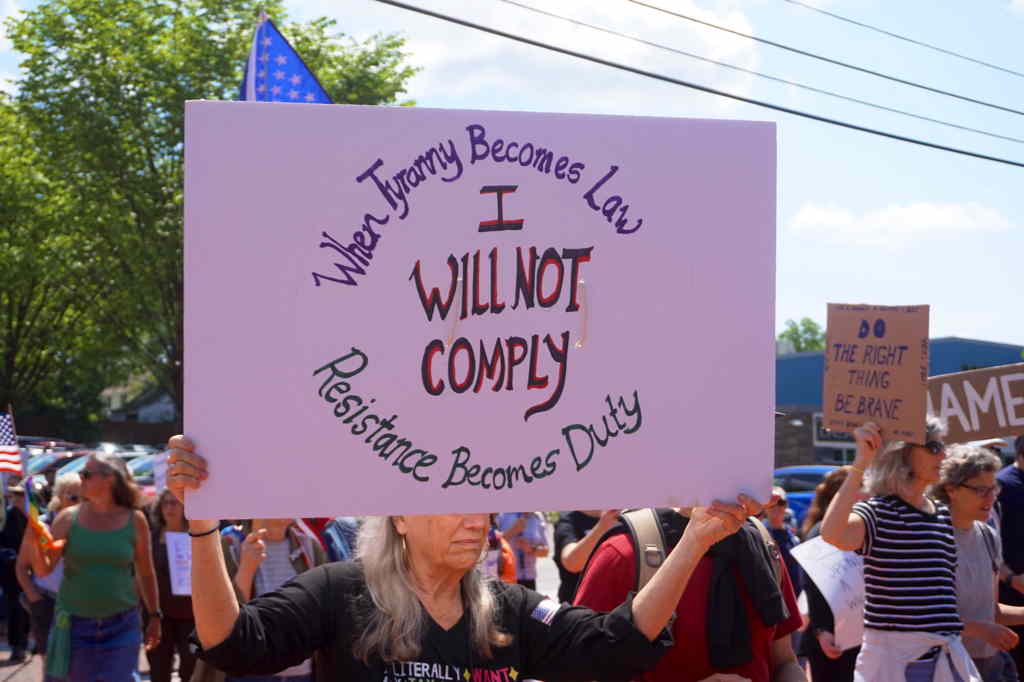 When Tyranny Becomes Law
I
WILL NOT
COMPLY
Resistance Becomes Duty
DO
THE RIGHT
THING
BE BRAVE
AME
LITERALLY WANT